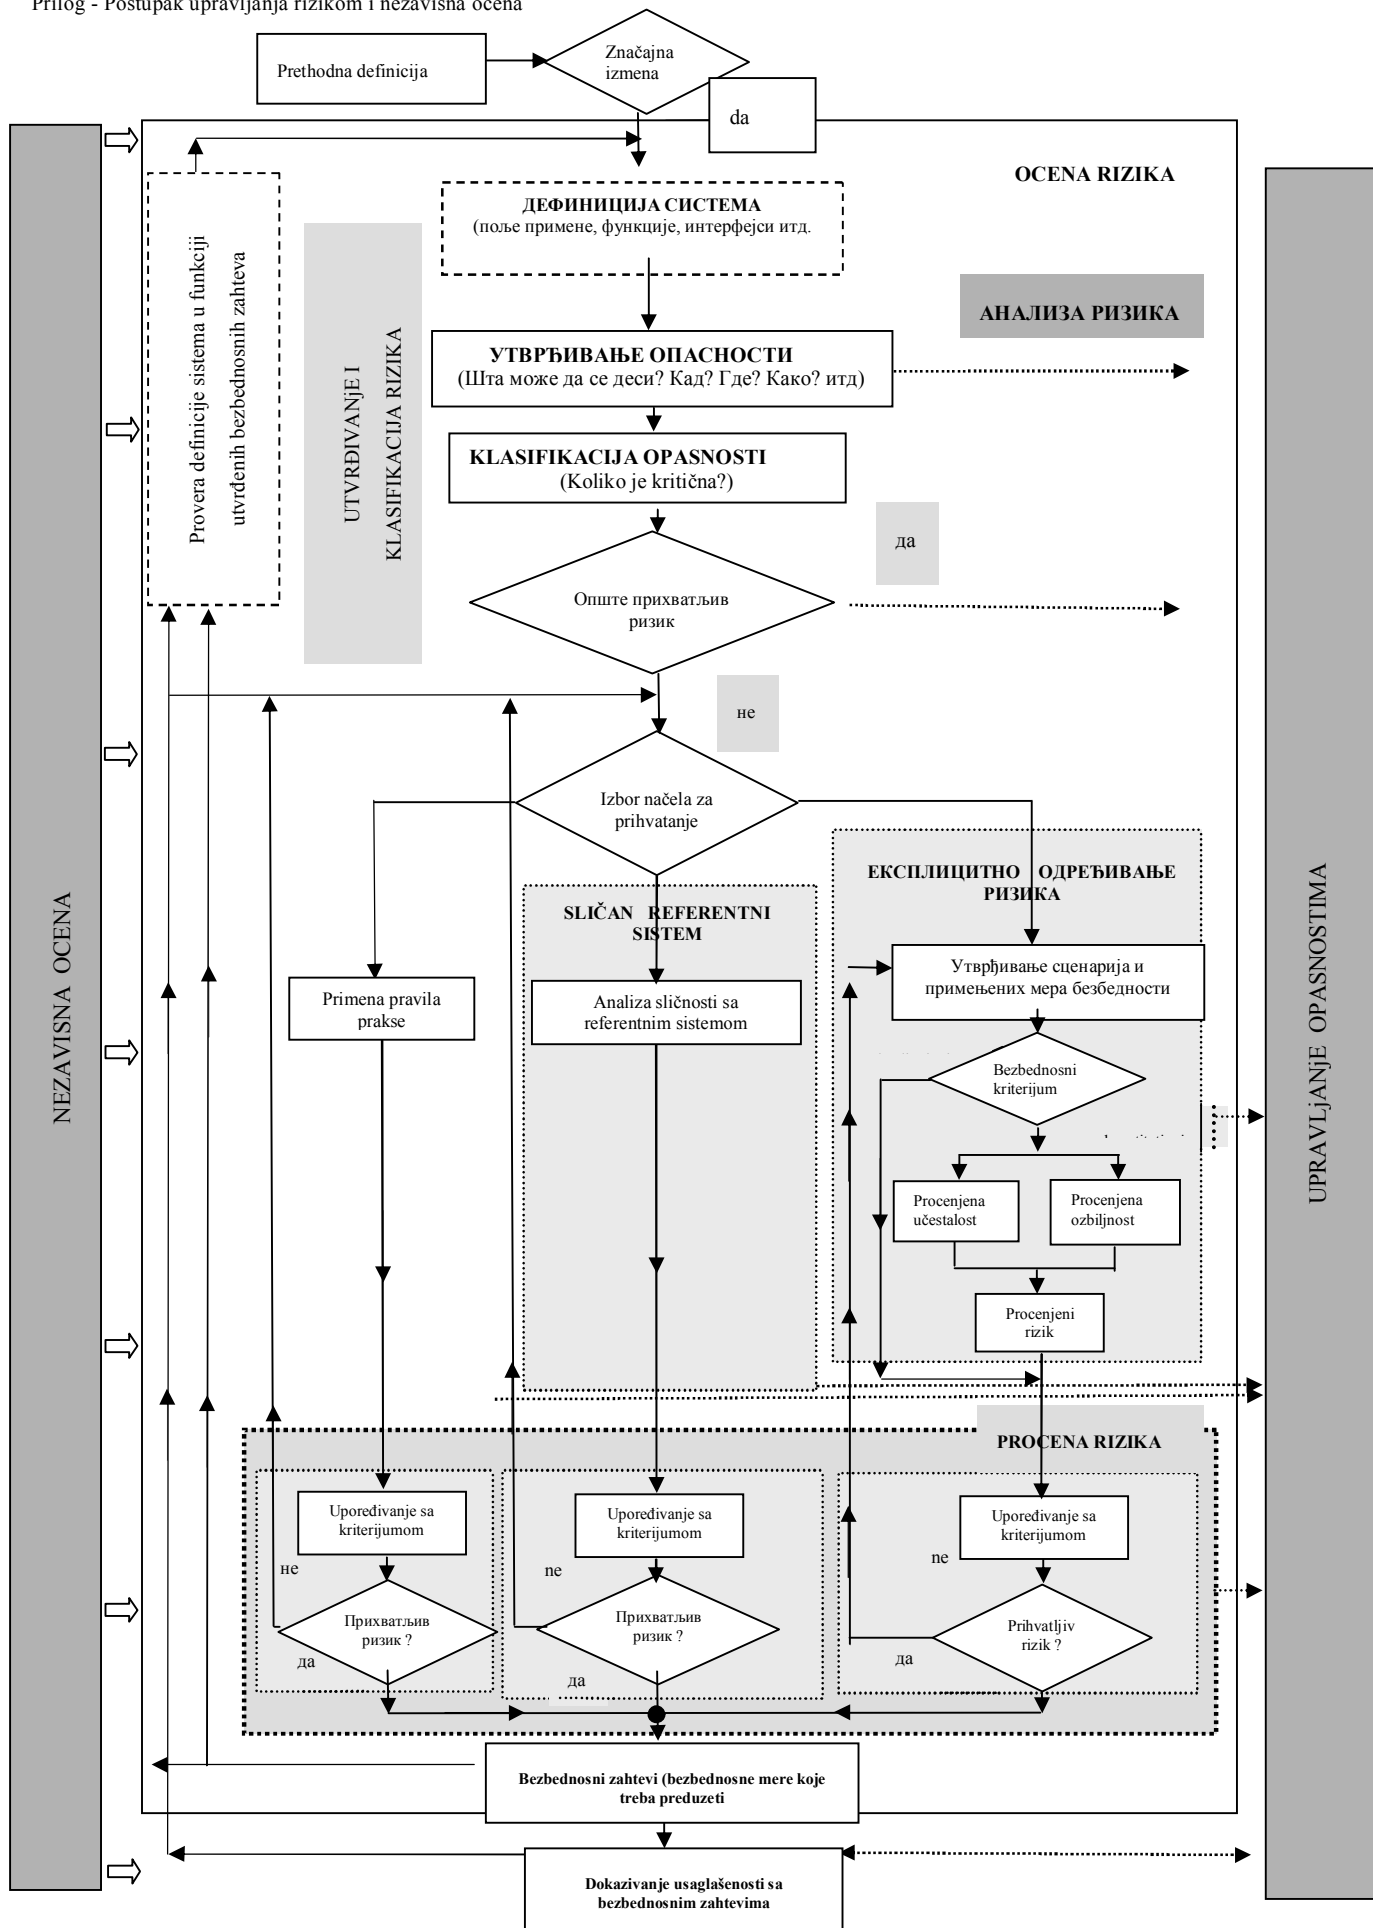 Prilog - Postupak upravljanja rizikom i nezavisna ocena
Prethodna definicija
Značajna
izmena
da
OCENA RIZIKA
ДЕФИНИЦИЈА СИСТЕМА
(поље примене, функције, интерфејси итд.
Provera definicije sistema u funkciji
utvrđenih bezbednosnih zahteva
UTVRĐIVANjE I
KLASIFIKACIJA RIZIKA
АНАЛИЗА РИЗИКА
УТВРЂИВАЊЕ ОПАСНОСТИ
(Шта може да се деси? Кад? Где? Како? итд)
KLASIFIKACIJA OPASNOSTI
(Koliko je kritična?)
да
Опште прихватљив
ризик
не
Izbor načela za
prihvatanje
NEZAVISNA OCENA
UPRAVLjANjE OPASNOSTIMA
ЕКСПЛИЦИТНО ОДРЕЂИВАЊЕ
РИЗИКА
SLIČAN REFERENTNI
SISTEM
Primena pravila
prakse
Analiza sličnosti sa
referentnim sistemom
Утврђивање сценарија и
примењених мера безбедности
Bezbednosni
kriterijum
Procenjena
učestalost
Procenjena
ozbiljnost
Procenjeni
rizik
PROCENA RIZIKA
Upoređivanje sa
kriterijumom
Upoređivanje sa
kriterijumom
Upoređivanje sa
kriterijumom
не
ne
ne
Прихватљив
ризик ?
Прихватљив
ризик ?
Prihvatljiv
rizik ?
да
да
да
Bezbednosni zahtevi (bezbednosne mere koje
treba preduzeti
Dokazivanje usaglašenosti sa
bezbednosnim zahtevima